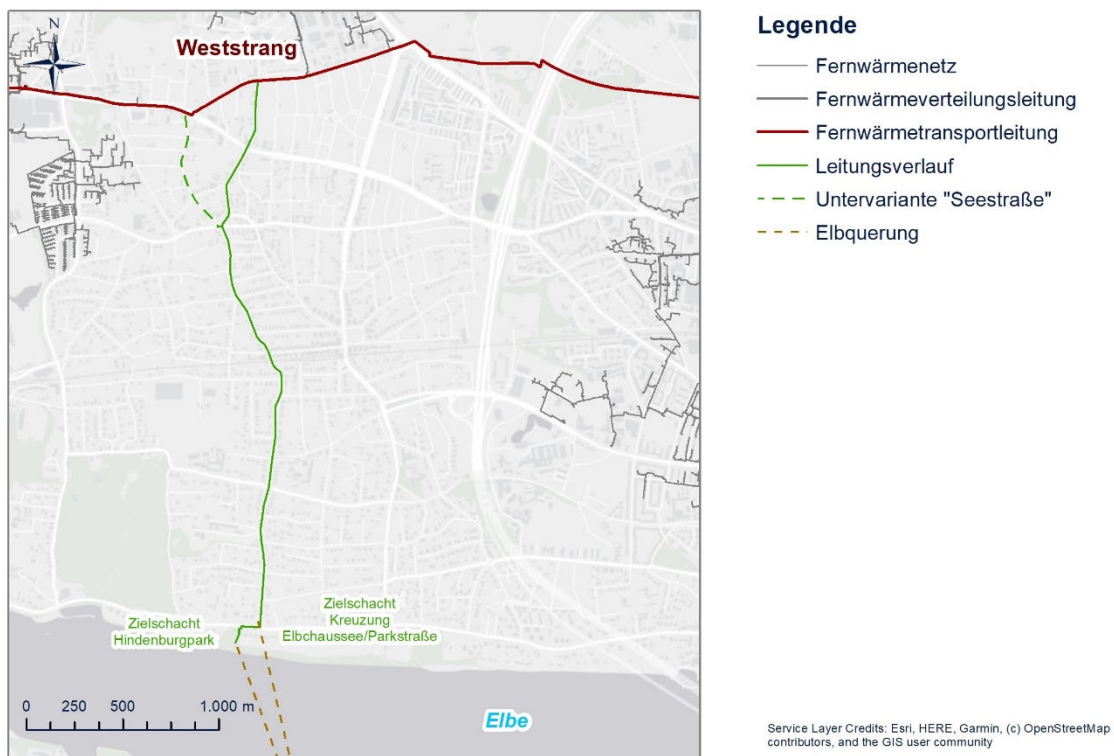 N
Weststrang
Zielschacht
Hindenburgpark
Zielschacht
Kreuzung
Elbchaussee/Parkstraße
0 250 500 1.000 m
Elbe
Legende
Fernwärmenetz
Fernwärmeverteilungsleitung
Fernwärmetransportleitung
Leitungsverlauf
Untervariante "Seestraße"
Elbquerung
Service Layer Credits: Esri, HERE, Garmin, (c) OpenStreetMap
contributors, and the GIS user community